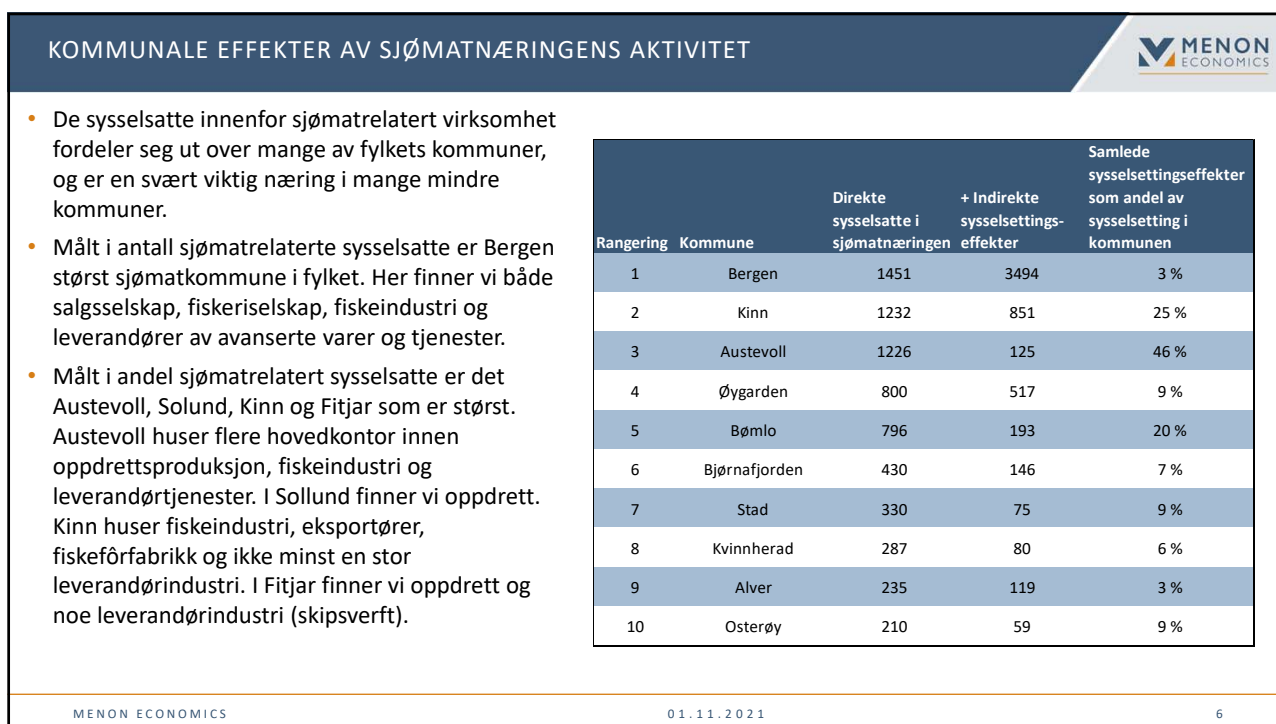 KOMMUNALE EFFEKTER AV SJØMATNÆRINGENS AKTIVITET
MENON
ECONOMICS
• De sysselsatte innenfor sjømatrelatert virksomhet
fordeler seg ut over mange av fylkets kommuner,
og er en svært viktig næring i mange mindre
kommuner.
• Målt i antall sjømatrelaterte sysselsatte er Bergen
størst sjømatkommune i fylket. Her finner vi både
salgsselskap, fiskeriselskap, fiskeindustri og
leverandører av avanserte varer og tjenester.
• Målt i andel sjømatrelatert sysselsatte er det
Austevoll, Solund, Kinn og Fitjar som er størst.
Austevoll huser flere hovedkontor innen
oppdrettsproduksjon, fiskeindustri og
leverandørtjenester. I Sollund finner vi oppdrett.
Kinn huser fiskeindustri, eksportører,
fiskefôrfabrikk og ikke minst en stor
leverandørindustri. I Fitjar finner vi oppdrett og
noe leverandørindustri (skipsverft).
Samlede
sysselsettingseffekter
Direkte + Indirekte som andel av
sysselsatte i sysselsettings- sysselsetting i
Rangering Kommune sjømatnæringen effekter kommunen
1 Bergen 1451 3494 3 %
2 Kinn 1232 851 25 %
3 Austevoll 1226 125 46 %
4 Øygarden 800 517 9 %
5 Bømlo 796 193 20 %
6 Bjørnafjorden 430 146 7 %
7 Stad 330 75 9 %
8 Kvinnherad 287 80 6 %
9 Alver 235 119 3 %
10 Osterøy 210 59 9 %
MENON ECONOMICS 01.11.2021 6